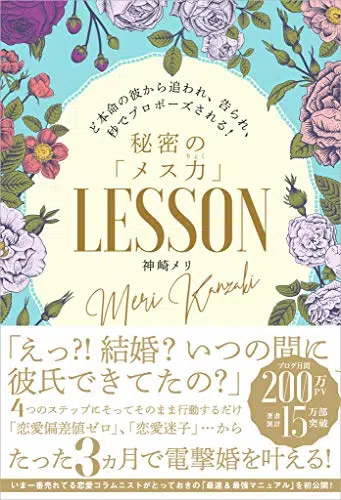 ど本命の彼から追われ、告られ、
秒でプロポーズされる!
秘密の
りょく
「メス力」
LESSON
神崎メリ
Meri Kanzaki
「えっ?! 結婚? いつの間に
彼氏できてたの?」
4つのステップにそってそのまま行動するだけ
「恋愛偏差値ゼロ」、「恋愛迷子」…から
たった3ヵ月で電撃婚を叶える!
ブログ月間
200万PV
著書累計
15万部突破
いま一番売れてる恋愛コラムニストがとっておきの「最速&最強マニュアル」を初公開!